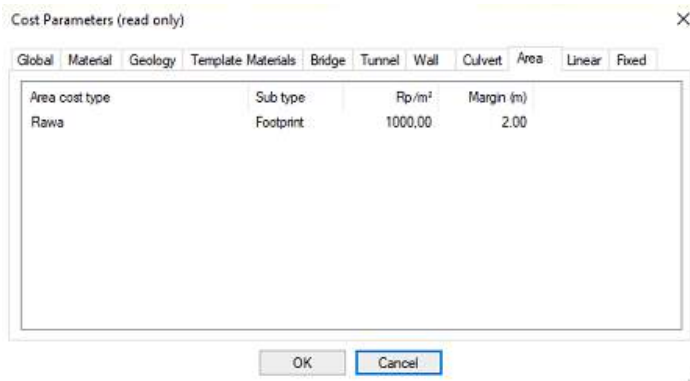 Cost Parameters (read only)
Global Material Geology Template Materials Bridge Tunnel Wall Culvert Area Linear Fixed
Area cost type Sub type Rp/m² Margin (m)
Rawa Footprint 1000,00 2.00
OK Cancel